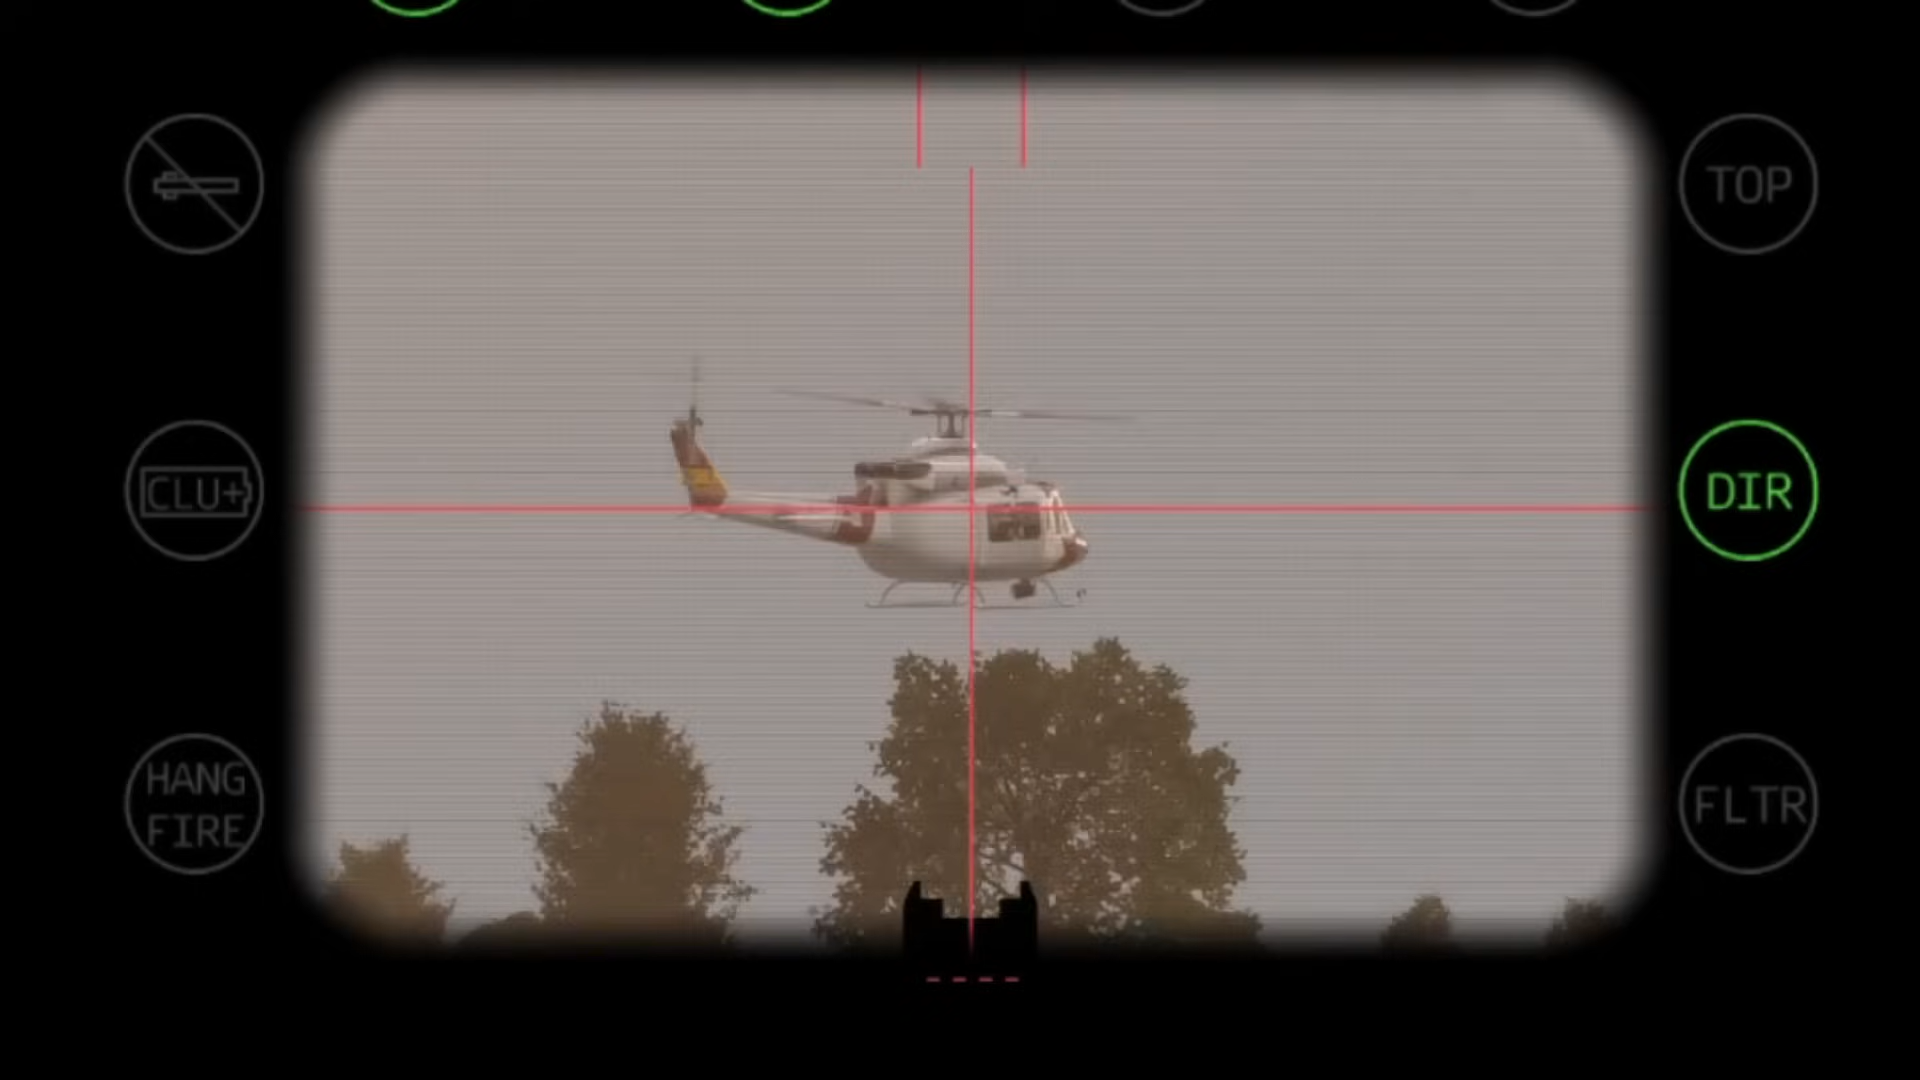 TOP
CLU+
DIR
HANG
FIRE
FLTR